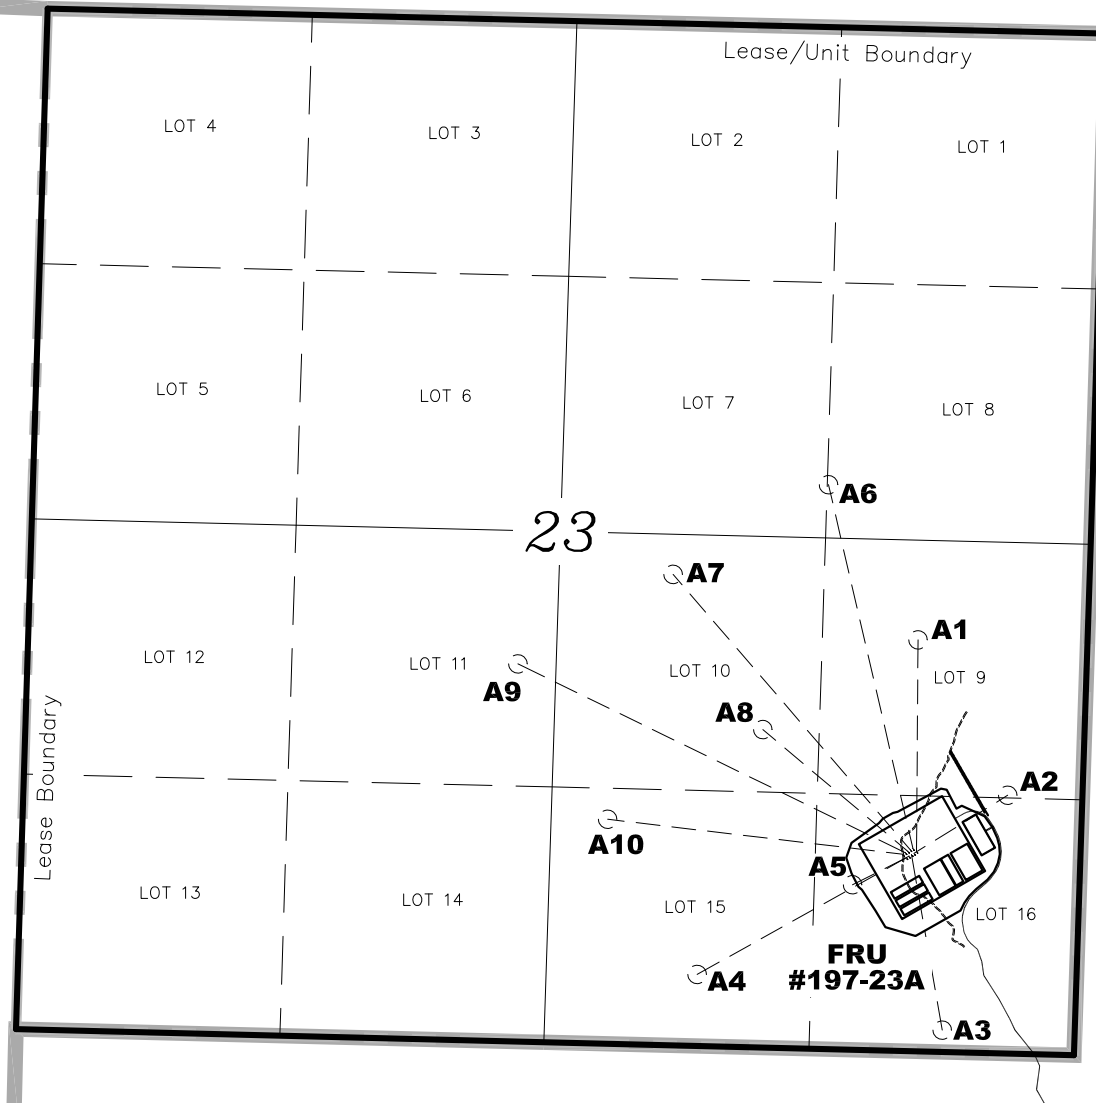 Lease/Unit Boundary
LOT 4
LOT 3
LOT 2
LOT 1
LOT 5
LOT 6
LOT 7
LOT 8
A6
23
A7
A1
LOT 12
LOT 11
LOT 10
LOT 9
A9
A8
A2
Lease Boundary
A10
A5
LOT 13
LOT 14
LOT 15
LOT 16
FRU
#197-23A
A4
A3